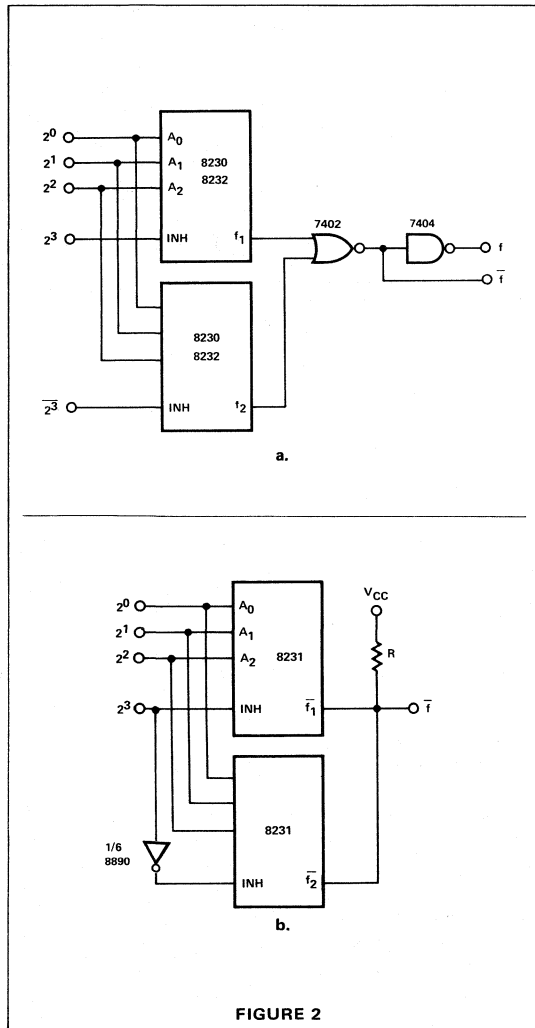 2⁰ A₀
8230
2¹ A₁
8232
2² A₂
7402 7404
2³ INH f₁ f
f̅
8230
8232
2̅³̅ INH f₂
a.
V_CC
2⁰ A₀
2¹ A₁ R
2² A₂ 8231
2³ INH f̅₁ f̅
8231
1/6
8890
INH f̅₂
b.
FIGURE 2